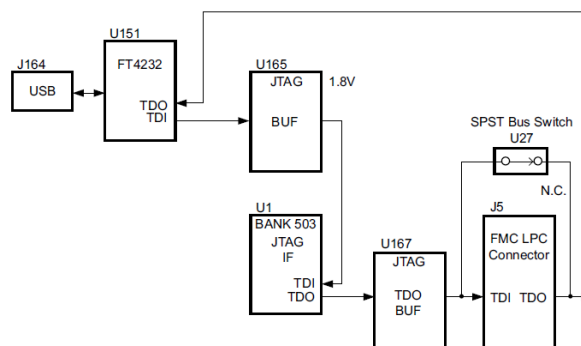 U151
J164
FT4232
U165
USB
JTAG
1.8V
TDO
TDI
BUF
SPST Bus Switch
U27
N.C.
U1
BANK 503
JTAG
IF
U167
J5
JTAG
FMC LPC
Connector
TDI
TDO
TDO
BUF
TDI TDO